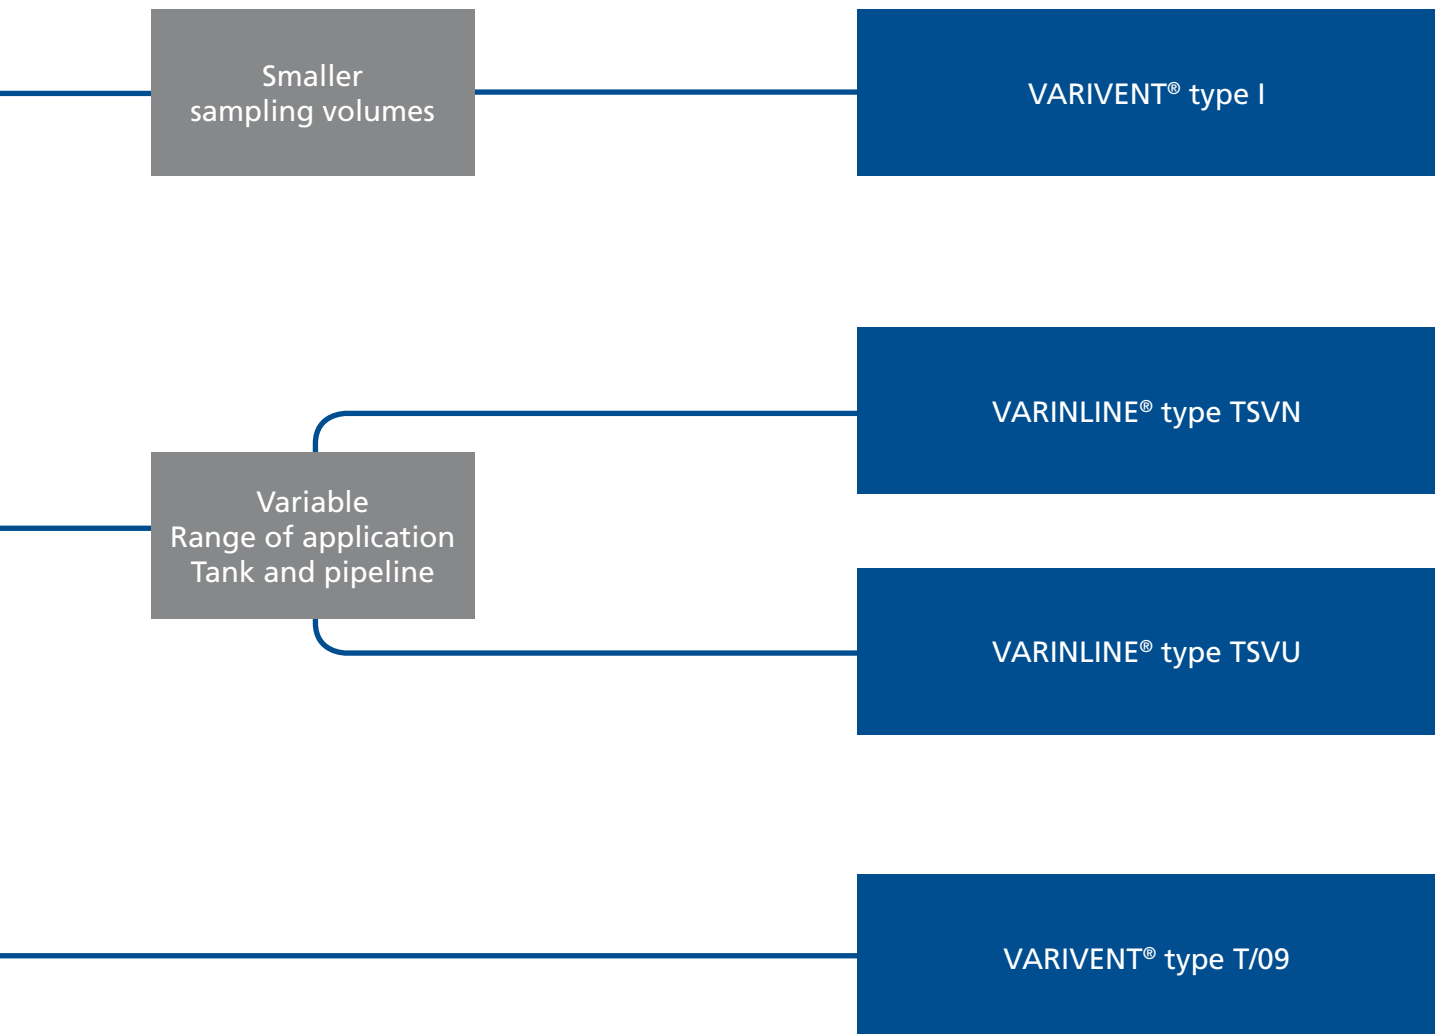 Smaller
sampling volumes
VARIVENT® type I
VARINLINE® type TSVN
Variable
Range of application
Tank and pipeline
VARINLINE® type TSVU
VARIVENT® type T/09